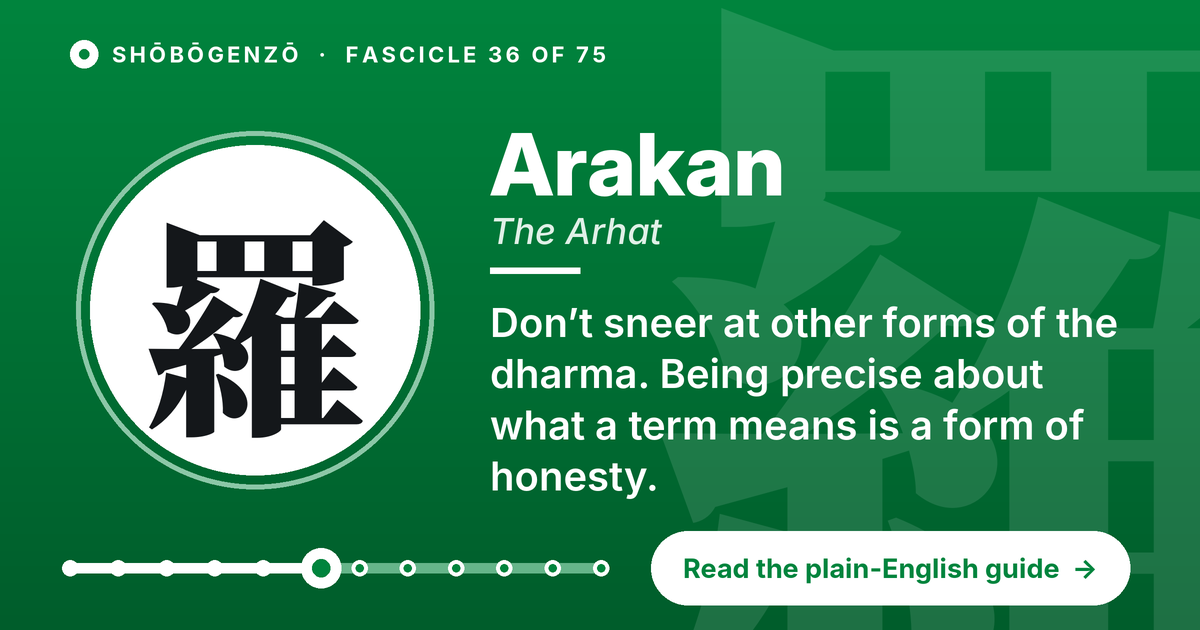 SHŌBŌGENZŌ · FASCICLE 36 OF 75
羅
Arakan
The Arhat
Don’t sneer at other forms of the
dharma. Being precise about
what a term means is a form of
honesty.
Read the plain-English guide →